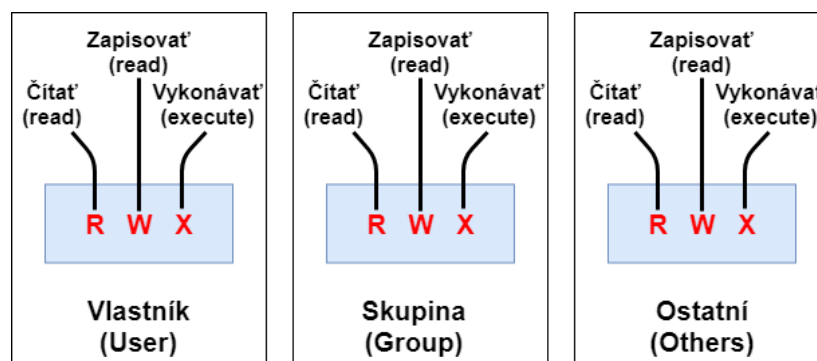 Zapisovať
(read)
Čítať
(read)
Vykonávať
(execute)
R W X
Vlastník
(User)
Zapisovať
(read)
Čítať
(read)
Vykonávať
(execute)
R W X
Skupina
(Group)
Zapisovať
(read)
Čítať
(read)
Vykonávať
(execute)
R W X
Ostatní
(Others)